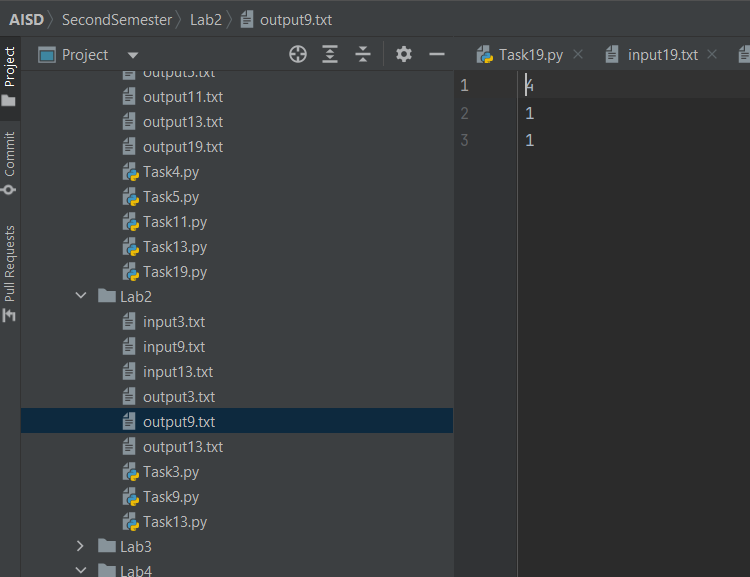 AISD SecondSemester Lab2 output9.txt
Project
Commit
Pull Requests
Project
output5.txt
output11.txt
output13.txt
output19.txt
Task4.py
Task5.py
Task11.py
Task13.py
Task19.py
Lab2
input3.txt
input9.txt
input13.txt
output3.txt
output9.txt
output13.txt
Task3.py
Task9.py
Task13.py
Lab3
Lab4
Task19.py input19.txt
1 4
2 1
3 1